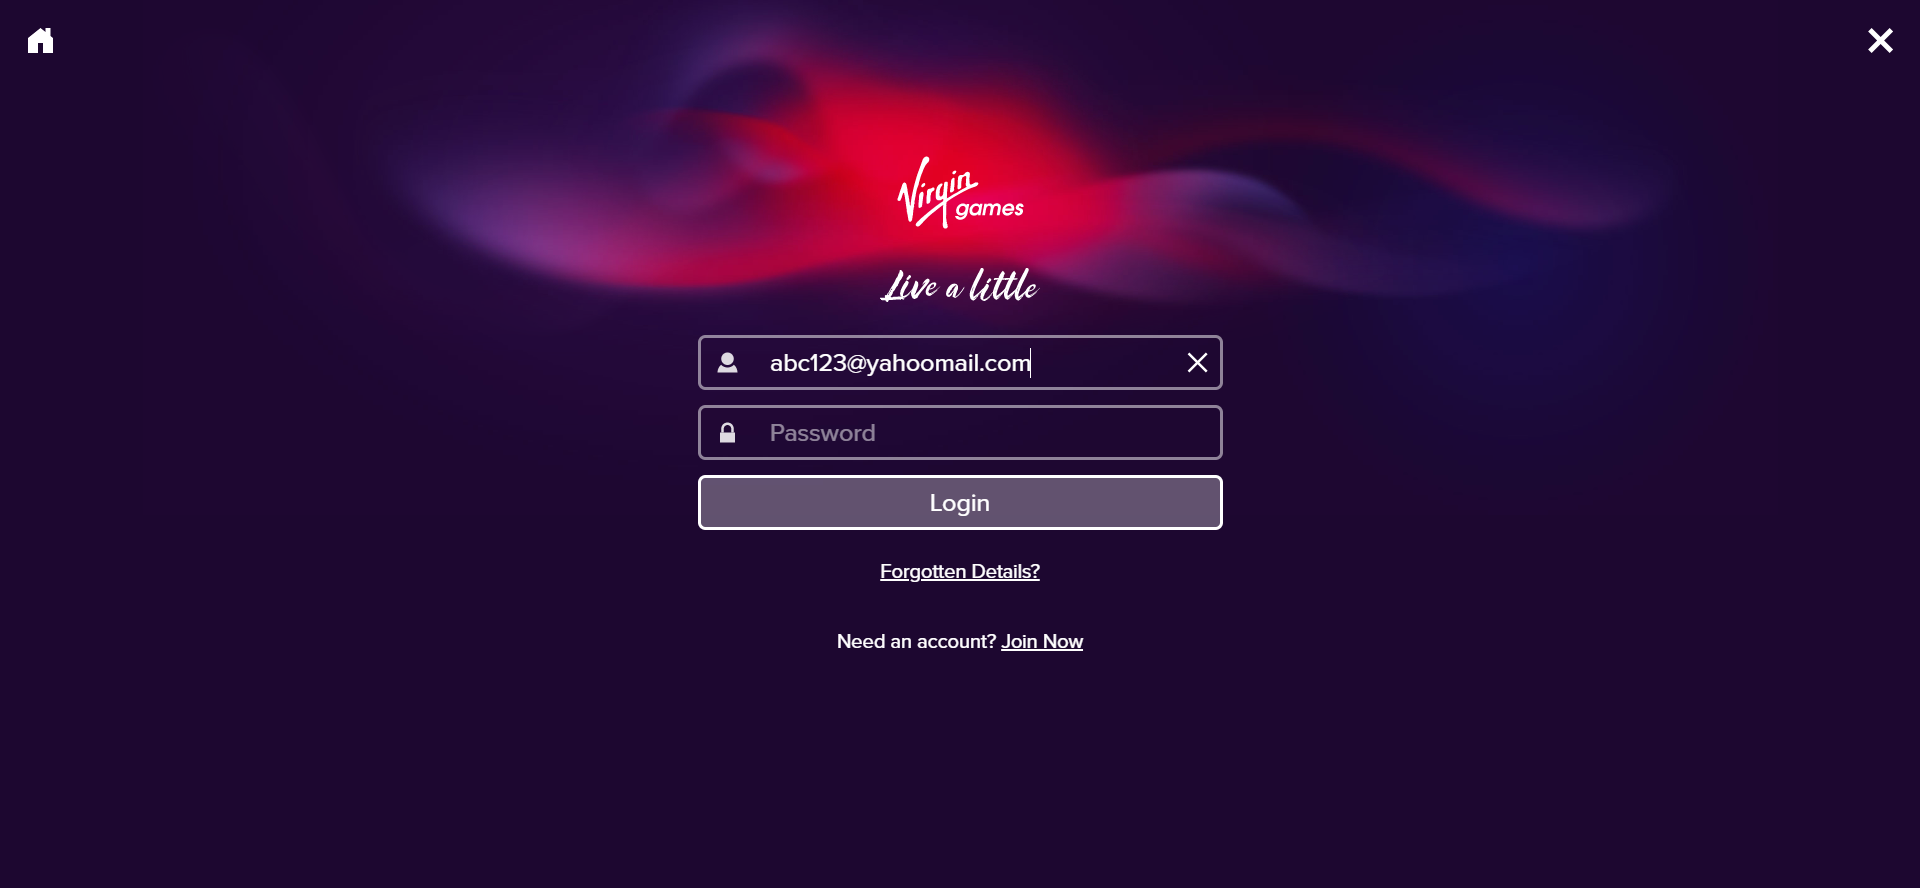 Virgin
games
Live a little
abc123@yahoomail.com
Password
Login
Forgotten Details?
Need an account? Join Now